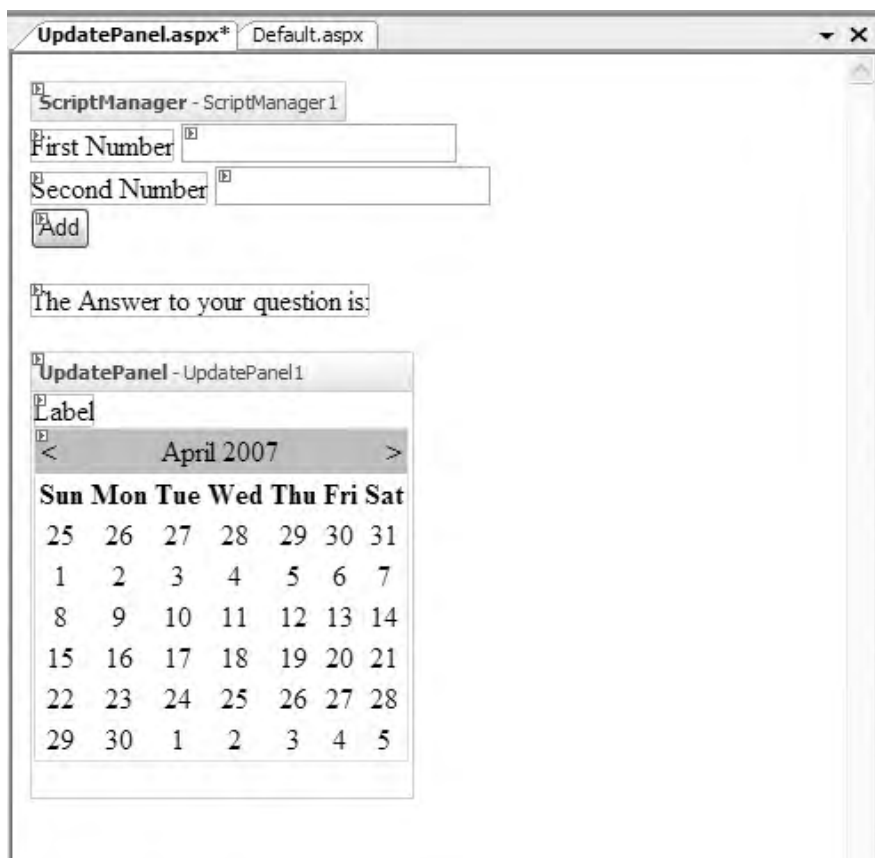 UpdatePanel.aspx* Default.aspx
ScriptManager - ScriptManager1
First Number
Second Number
Add
The Answer to your question is:
UpdatePanel - UpdatePanel1
Label
< April 2007 >
Sun Mon Tue Wed Thu Fri Sat
25 26 27 28 29 30 31
1 2 3 4 5 6 7
8 9 10 11 12 13 14
15 16 17 18 19 20 21
22 23 24 25 26 27 28
29 30 1 2 3 4 5